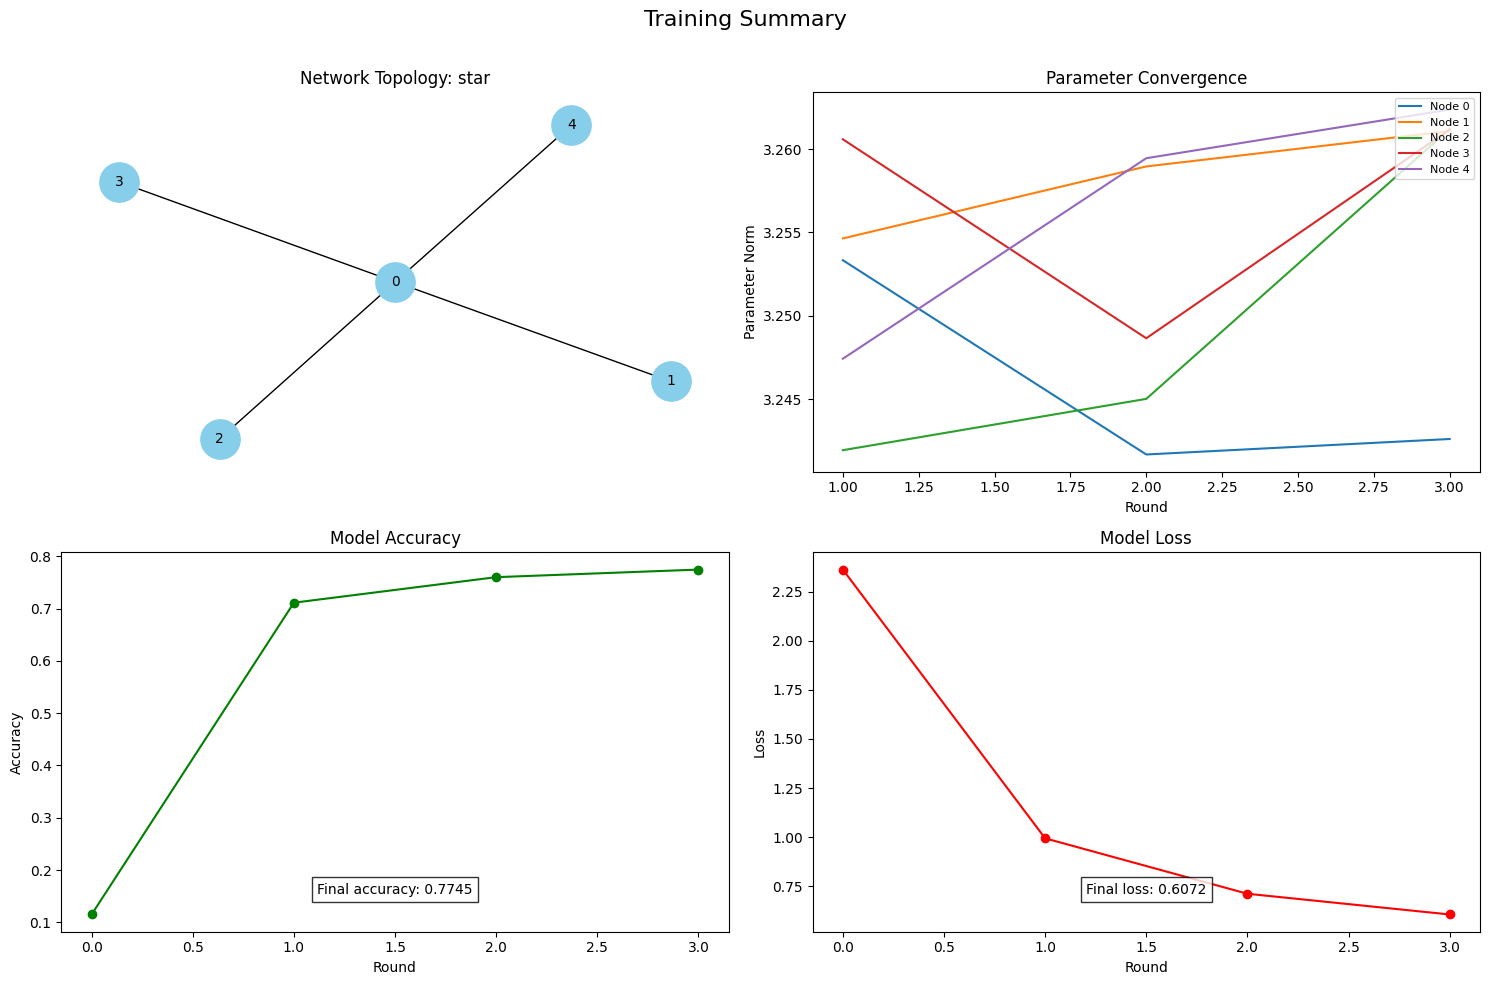 Training Summary
Network Topology: star
4
3
0
1
2
Parameter Convergence
Node 0
Node 1
Node 2
Node 3
Node 4
Parameter Norm
3.260
3.255
3.250
3.245
1.00 1.25 1.50 1.75 2.00 2.25 2.50 2.75 3.00
Round
Model Accuracy
Accuracy
0.8
0.7
0.6
0.5
0.4
0.3
0.2
0.1
Final accuracy: 0.7745
0.0 0.5 1.0 1.5 2.0 2.5 3.0
Round
Model Loss
Loss
2.25
2.00
1.75
1.50
1.25
1.00
0.75
Final loss: 0.6072
0.0 0.5 1.0 1.5 2.0 2.5 3.0
Round